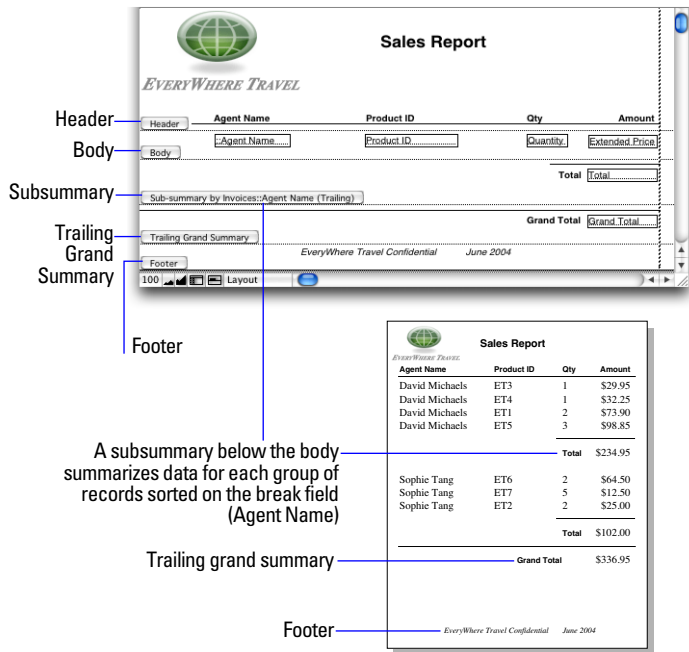 Sales Report
EVERYWHERE TRAVEL
Agent Name Product ID Qty Amount
Header Header
::Agent Name Product ID Quantity Extended Price
Body Body
Total Total
Subsummary Sub-summary by Invoices::Agent Name (Trailing)
Grand Total Grand Total
Trailing Grand Summary Trailing Grand Summary
EveryWhere Travel Confidential June 2004
Footer
100 Layout
Footer
Sales Report
EVERYWHERE TRAVEL
Agent Name Product ID Qty Amount
David Michaels ET3 1 $29.95
David Michaels ET4 1 $32.25
David Michaels ET1 2 $73.90
David Michaels ET5 3 $98.85
Total $234.95
A subsummary below the body
summarizes data for each group of
records sorted on the break field
(Agent Name)
Sophie Tang ET6 2 $64.50
Sophie Tang ET7 5 $12.50
Sophie Tang ET2 2 $25.00
Total $102.00
Trailing grand summary Grand Total $336.95
Footer EveryWhere Travel Confidential June 2004